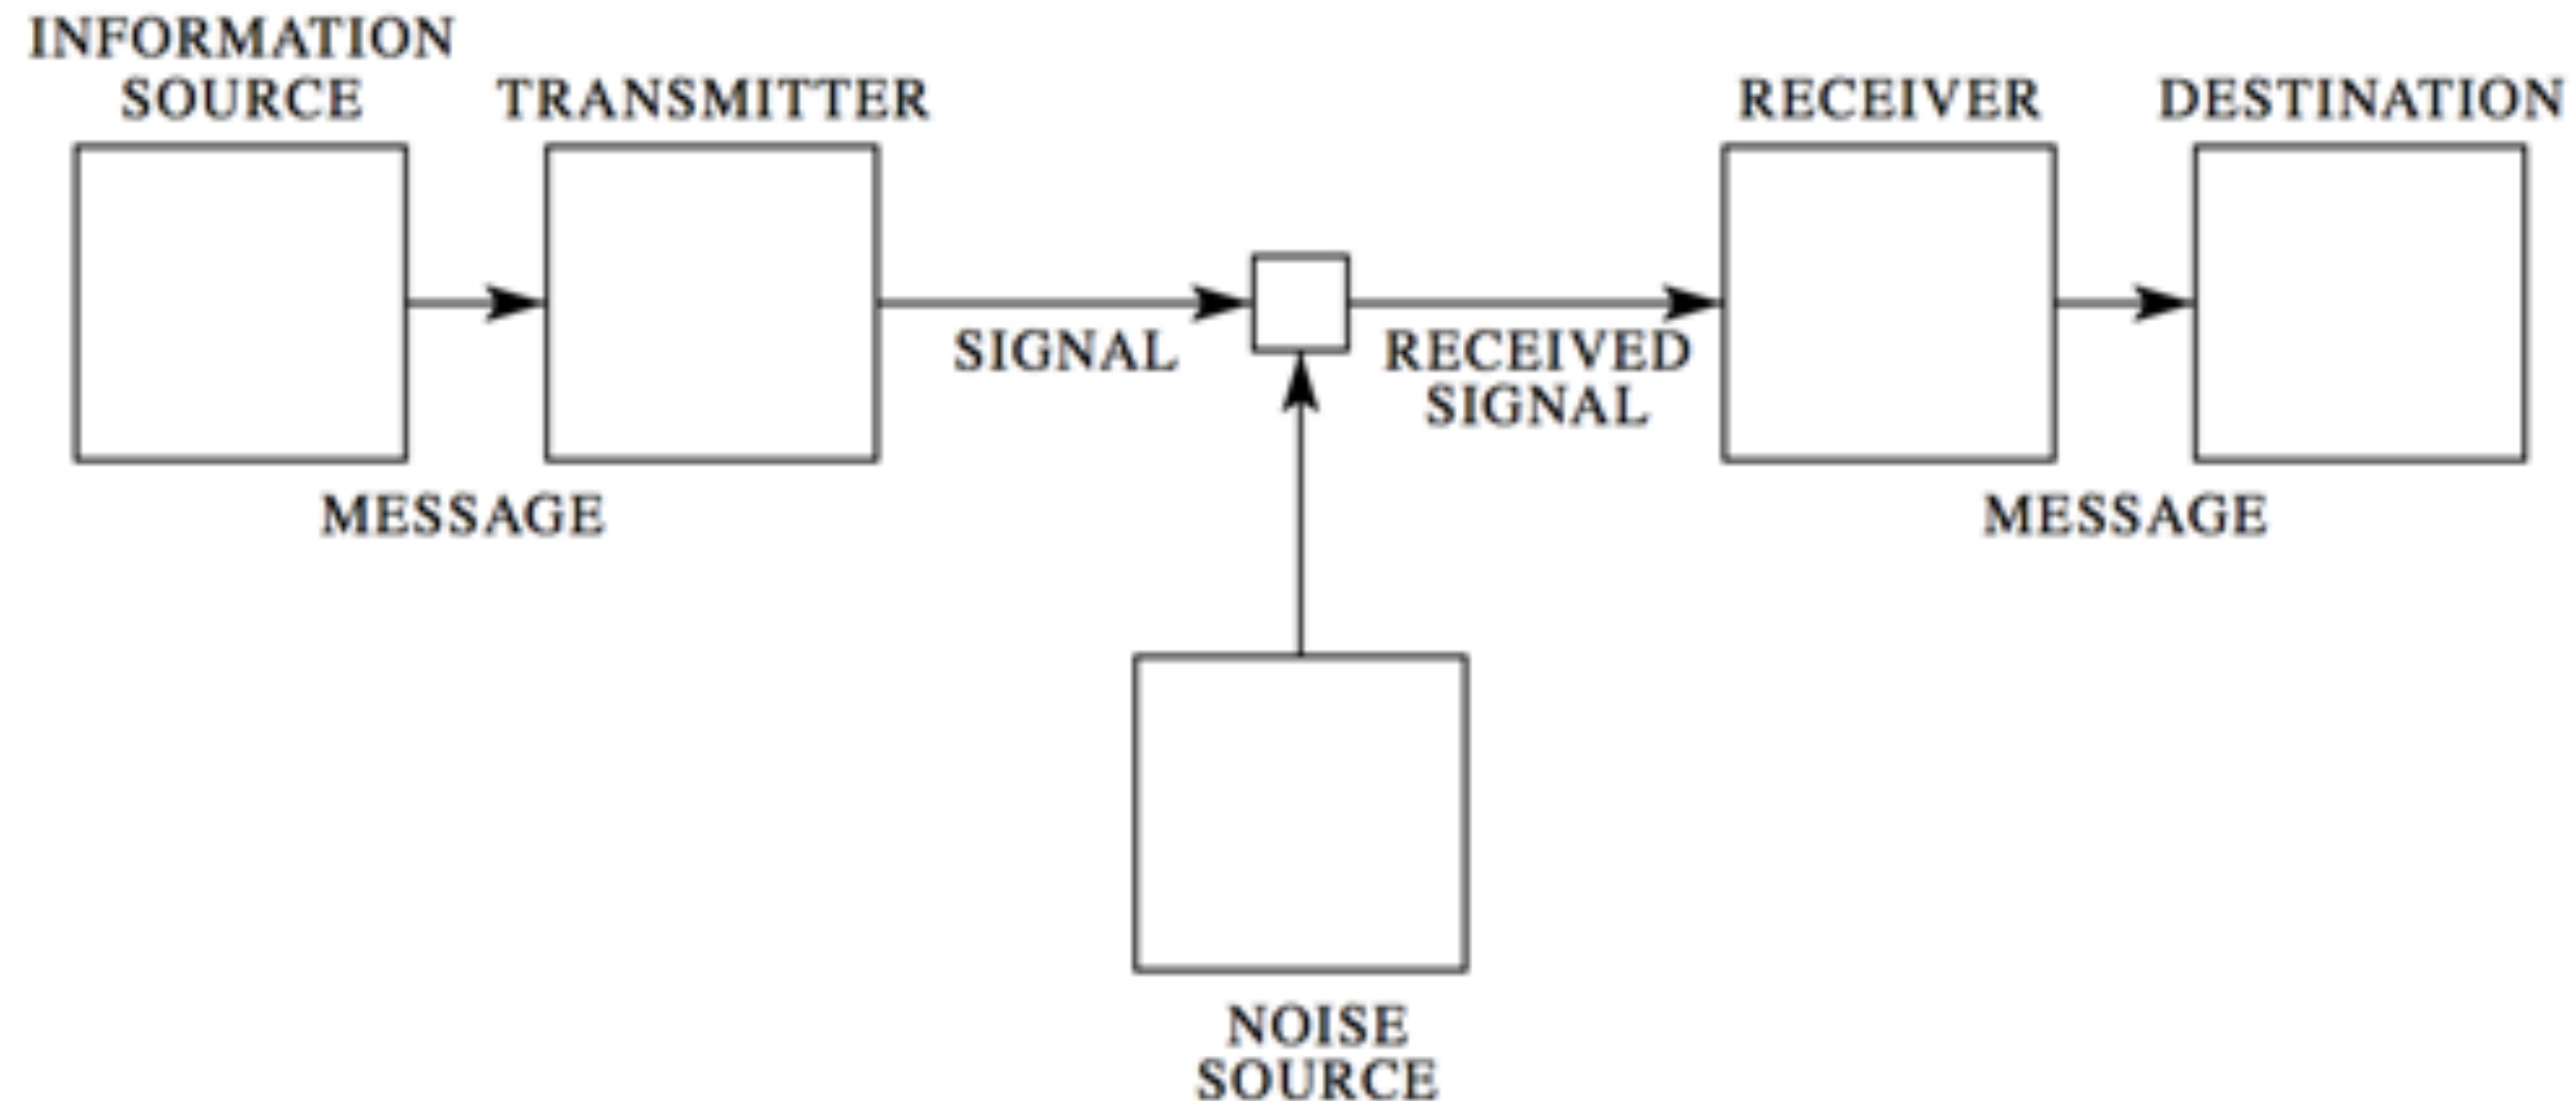 INFORMATION
SOURCE
TRANSMITTER
RECEIVER
DESTINATION
SIGNAL
RECEIVED
SIGNAL
MESSAGE
MESSAGE
NOISE
SOURCE